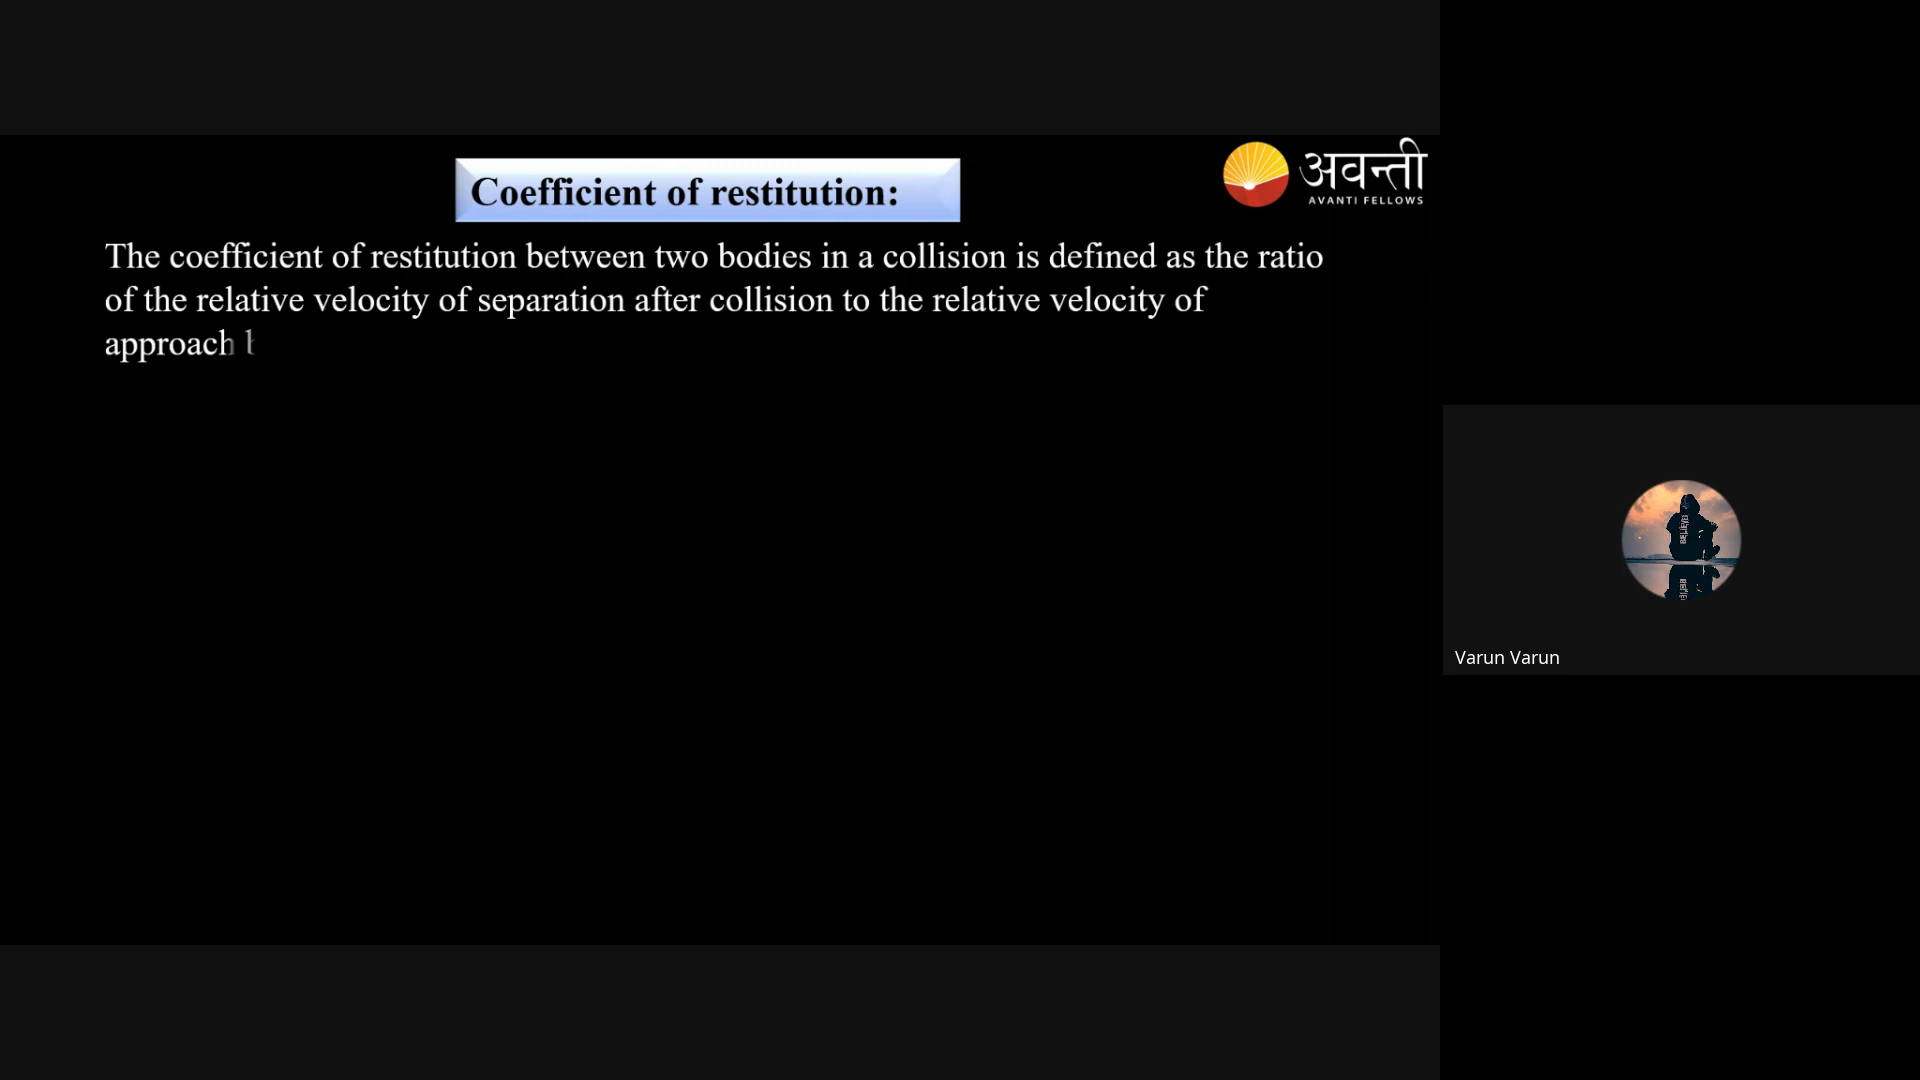 Coefficient of restitution:
अवन्ती
AVANTI FELLOWS
The coefficient of restitution between two bodies in a collision is defined as the ratio
of the relative velocity of separation after collision to the relative velocity of
approach
Varun Varun